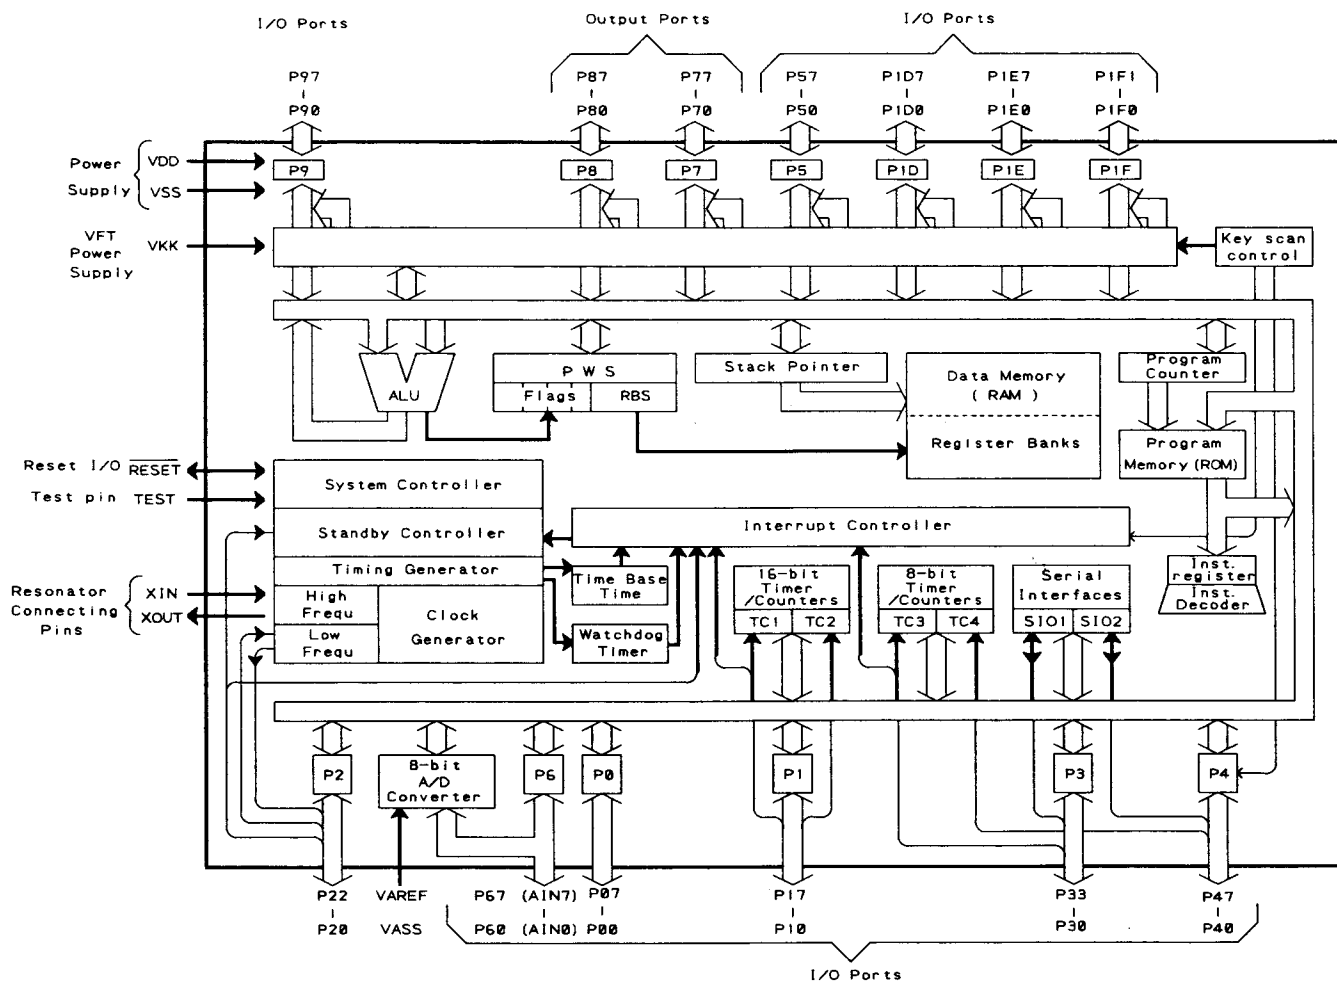 I/O Ports
Output Ports
I/O Ports
P97
P87
P77
P57
P1D7
P1E7
P1F1
P90
P80
P70
P50
P1D0
P1E0
P1F0
Power
Supply
VDD
VSS
P9
P8
P7
P5
P1D
P1E
P1F
VFT
Power
Supply
VKK
Key scan
control
ALU
PWS
Flags
RBS
Stack Pointer
Data Memory
(RAM)
Register Banks
Program
Counter
Program
Memory (ROM)
Reset I/O RESET
Test pin TEST
System Controller
Standby Controller
Interrupt Controller
Timing Generator
Time Base
Time
16-bit
Timer
/Counters
TC1
TC2
8-bit
Timer
/Counters
TC3
TC4
Serial
Interfaces
SIO1
SIO2
Inst.
register
Inst.
Decoder
Resonator
Connecting
Pins
XIN
XOUT
High
Frequ
Low
Frequ
Clock
Generator
Watchdog
Timer
P2
8-bit
A/D
Converter
P6
P0
P1
P3
P4
P22
VAREF
P67 (AIN7)
P07
P17
P33
P47
P20
VASS
P60 (AIN0)
P00
P10
P30
P40
I/O Ports